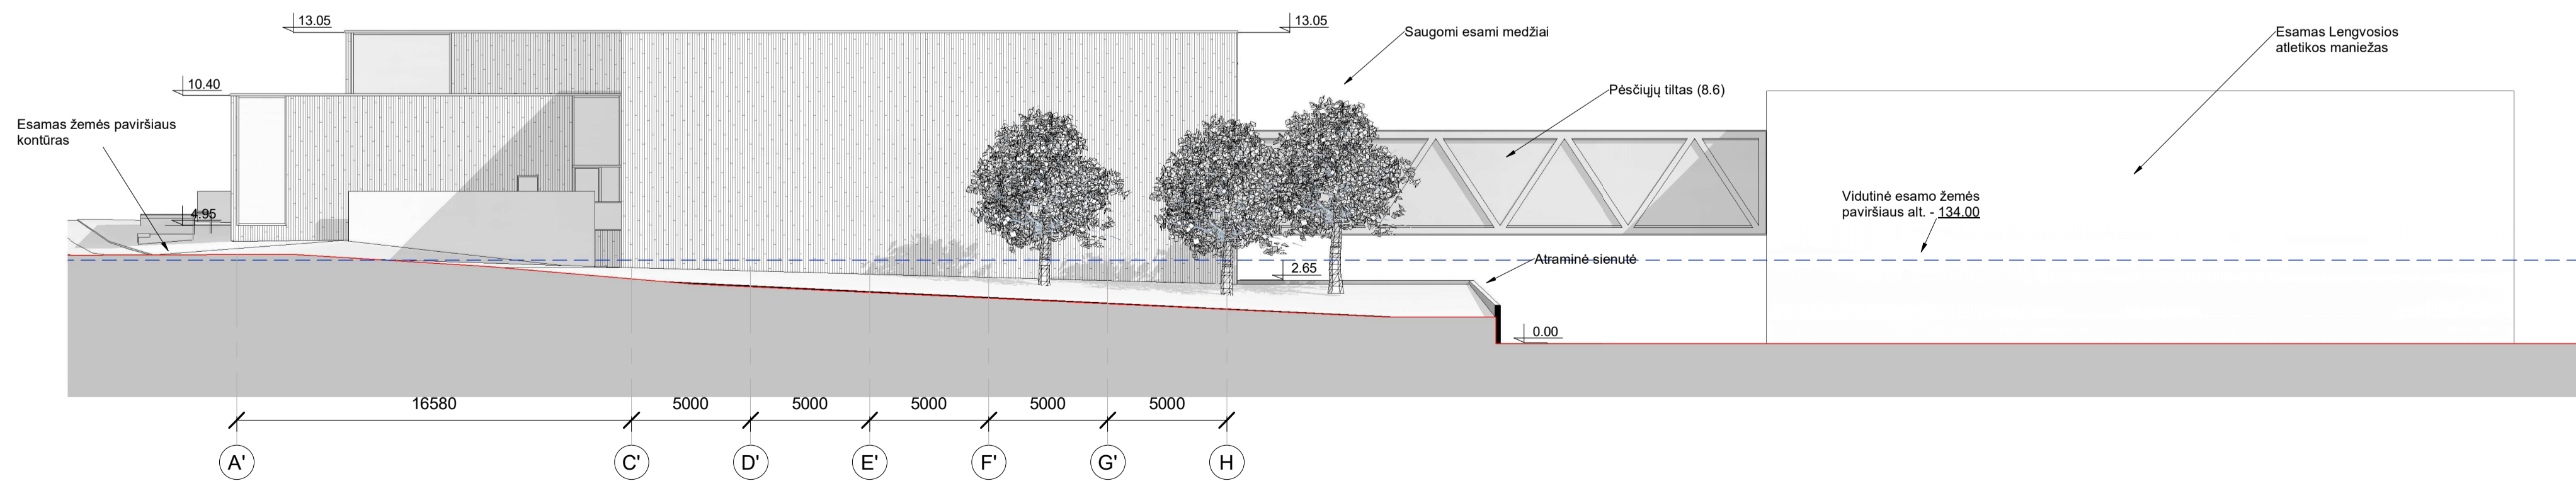 13.05
13.05
Saugomi esami medžiai
Esamas Lengvosios
atletikos maniežas
10.40
Pėsčiųjų tiltas (8.6)
Esamas žemės paviršiaus
kontūras
Vidutinė esamo žemės
paviršiaus alt. - 134.00
4.95
Atraminė sienutė
2.65
0.00
16580
5000
5000
5000
5000
5000
A'
C'
D'
E'
F'
G'
H